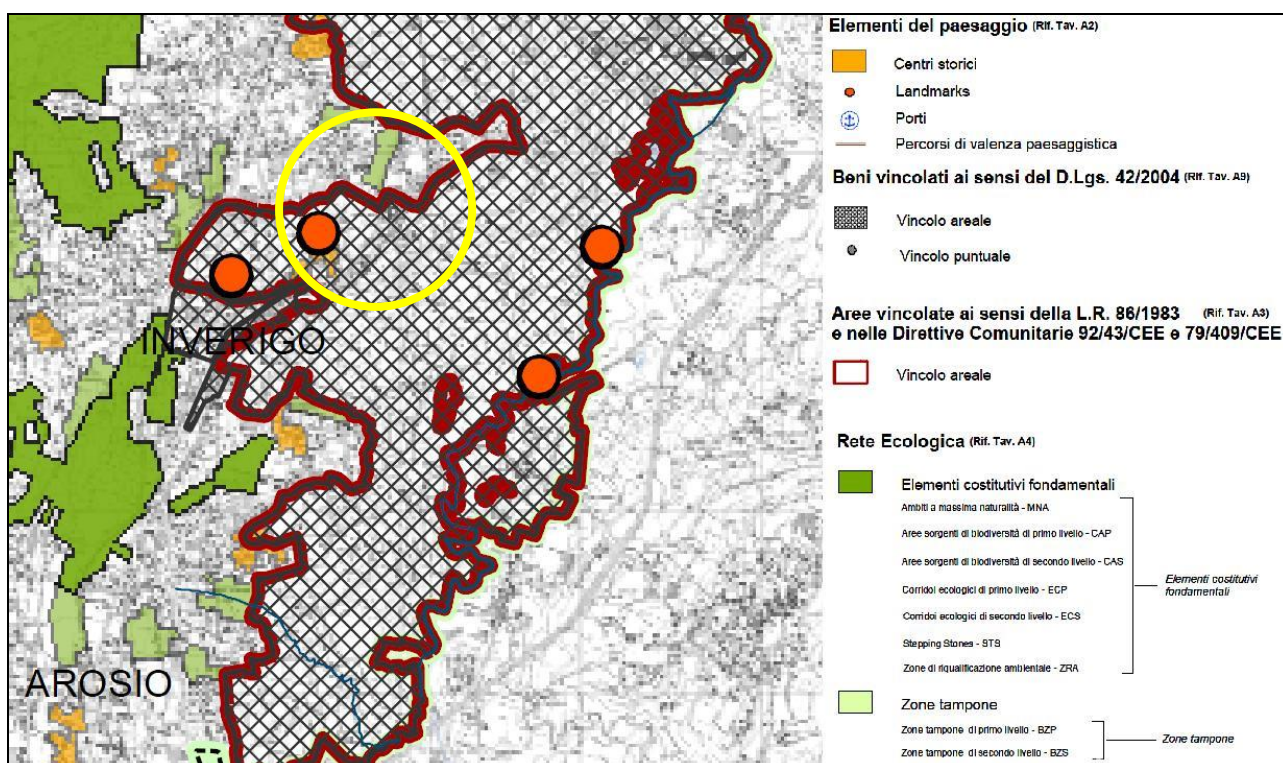 INVERIGO
AROSIO
Elementi del paesaggio (Rif. Tav. A2)
Centri storici
Landmarks
Porti
Percorsi di valenza paesaggistica
Beni vincolati ai sensi del D.Lgs. 42/2004 (Rif. Tav. A9)
Vincolo areale
Vincolo puntuale
Aree vincolate ai sensi della L.R. 86/1983 (Rif. Tav. A3)
e nelle Direttive Comunitarie 92/43/CEE e 79/409/CEE
Vincolo areale
Rete Ecologica (Rif. Tav. A4)
Elementi costitutivi fondamentali
Ambiti a massima naturalità - MNA
Aree sorgenti di biodiversità di primo livello - CAP
Aree sorgenti di biodiversità di secondo livello - CAS
Corridoi ecologici di primo livello - ECP
Corridoi ecologici di secondo livello - ECS
Stepping Stones - STS
Zone di riqualificazione ambientale - ZRA
Elementi costitutivi
fondamentali
Zone tampone
Zone tampone di primo livello - BZP
Zone tampone di secondo livello - BZS
Zone tampone